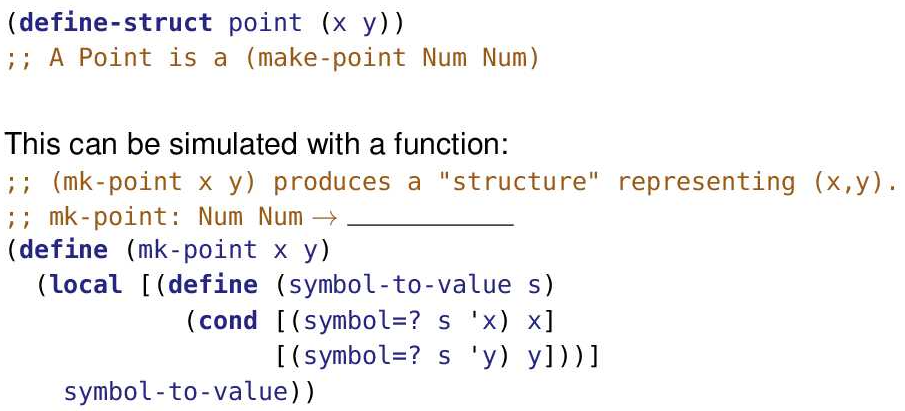 (define-struct point (x y))
;; A Point is a (make-point Num Num)
This can be simulated with a function:
;; (mk-point x y) produces a "structure" representing (x,y).
;; mk-point: Num Num → ___________
(define (mk-point x y)
  (local [(define (symbol-to-value s)
            (cond [(symbol=? s 'x) x]
                  [(symbol=? s 'y) y]))]
    symbol-to-value))